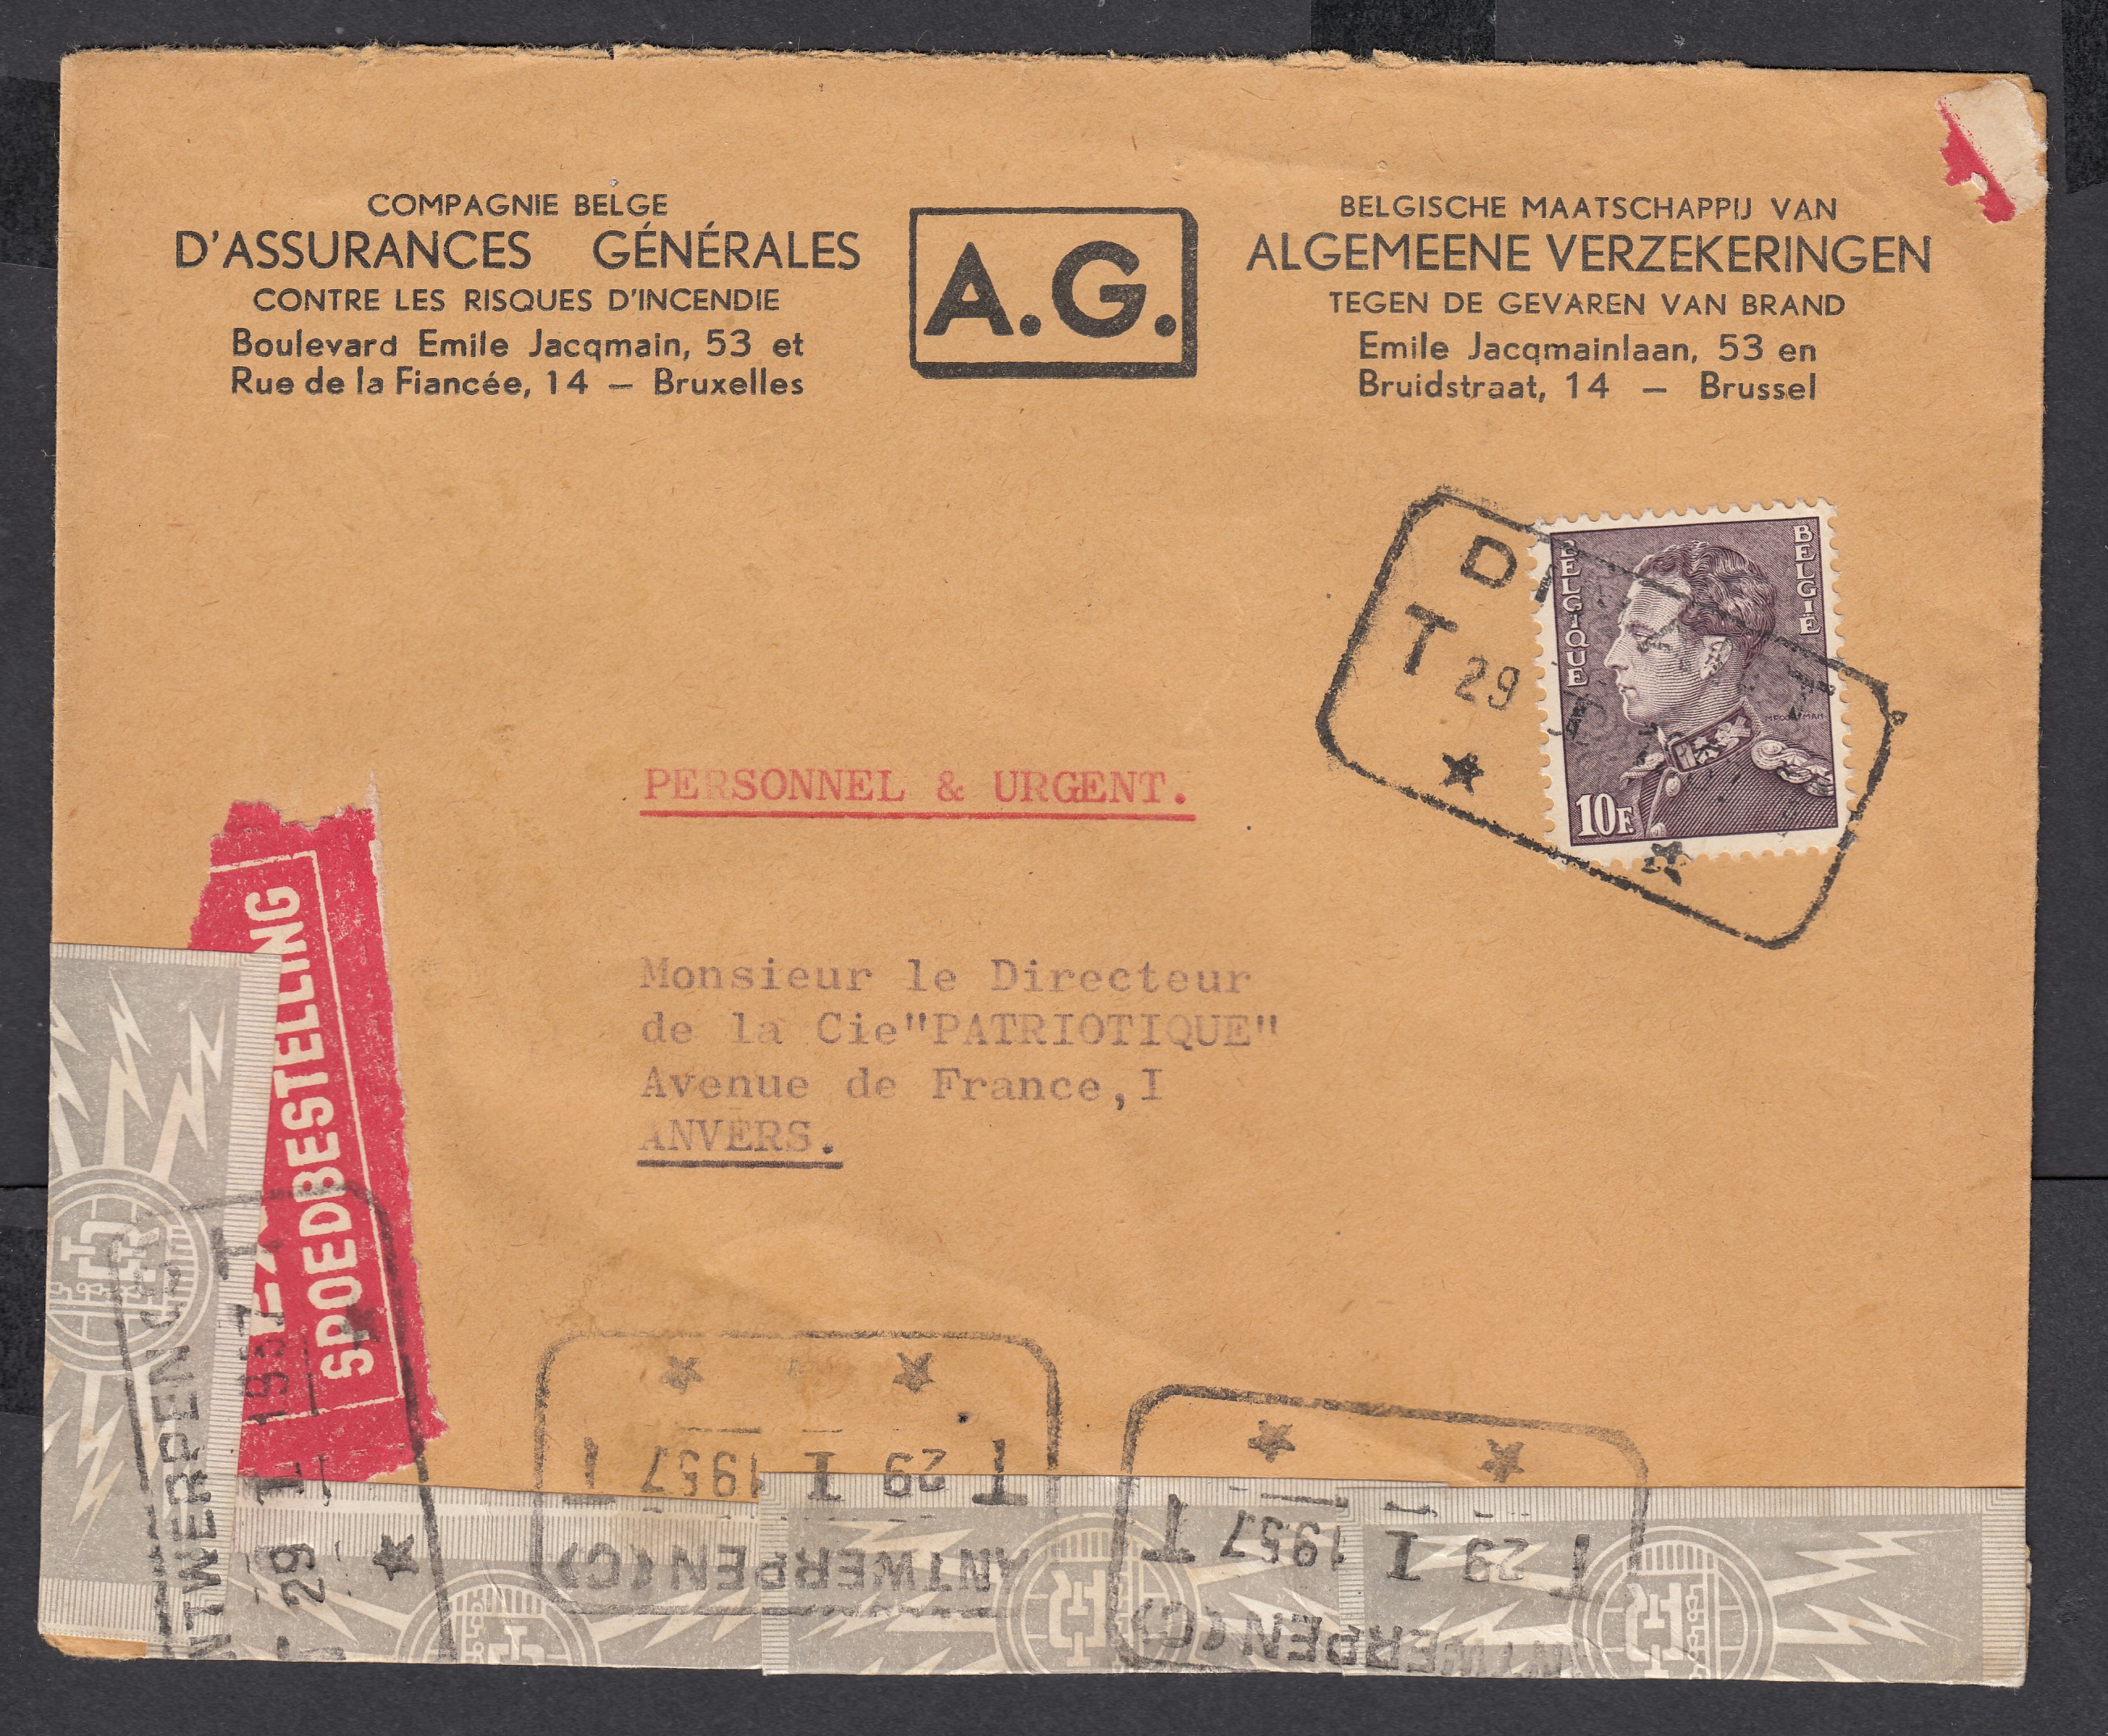 COMPAGNIE BELGE
D'ASSURANCES GÉNÉRALES
CONTRE LES RISQUES D'INCENDIE
Boulevard Emile Jacqmain, 53 et
Rue de la Fiancée, 14 — Bruxelles
A.G.
BELGISCHE MAATSCHAPPIJ VAN
ALGEMEENE VERZEKERINGEN
TEGEN DE GEVAREN VAN BRAND
Emile Jacqmainlaan, 53 en
Bruidstraat, 14 — Brussel
BELGIQUE
BELGIË
10F.
T 29
PERSONNEL & URGENT.
Monsieur le Directeur
de la Cie"PATRIOTIQUE"
Avenue de France,I
ANVERS.
SPOEDBESTELLING
T 29 I 1957 T
T 29 I 1957 T
ANTWERPEN (C)
T 29 I 1957 T